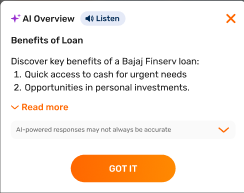 AI Overview Listen
Benefits of Loan
Discover key benefits of a Bajaj Finserv loan:
1. Quick access to cash for urgent needs
2. Opportunities in personal investments.
Read more
AI-powered responses may not always be accurate
GOT IT